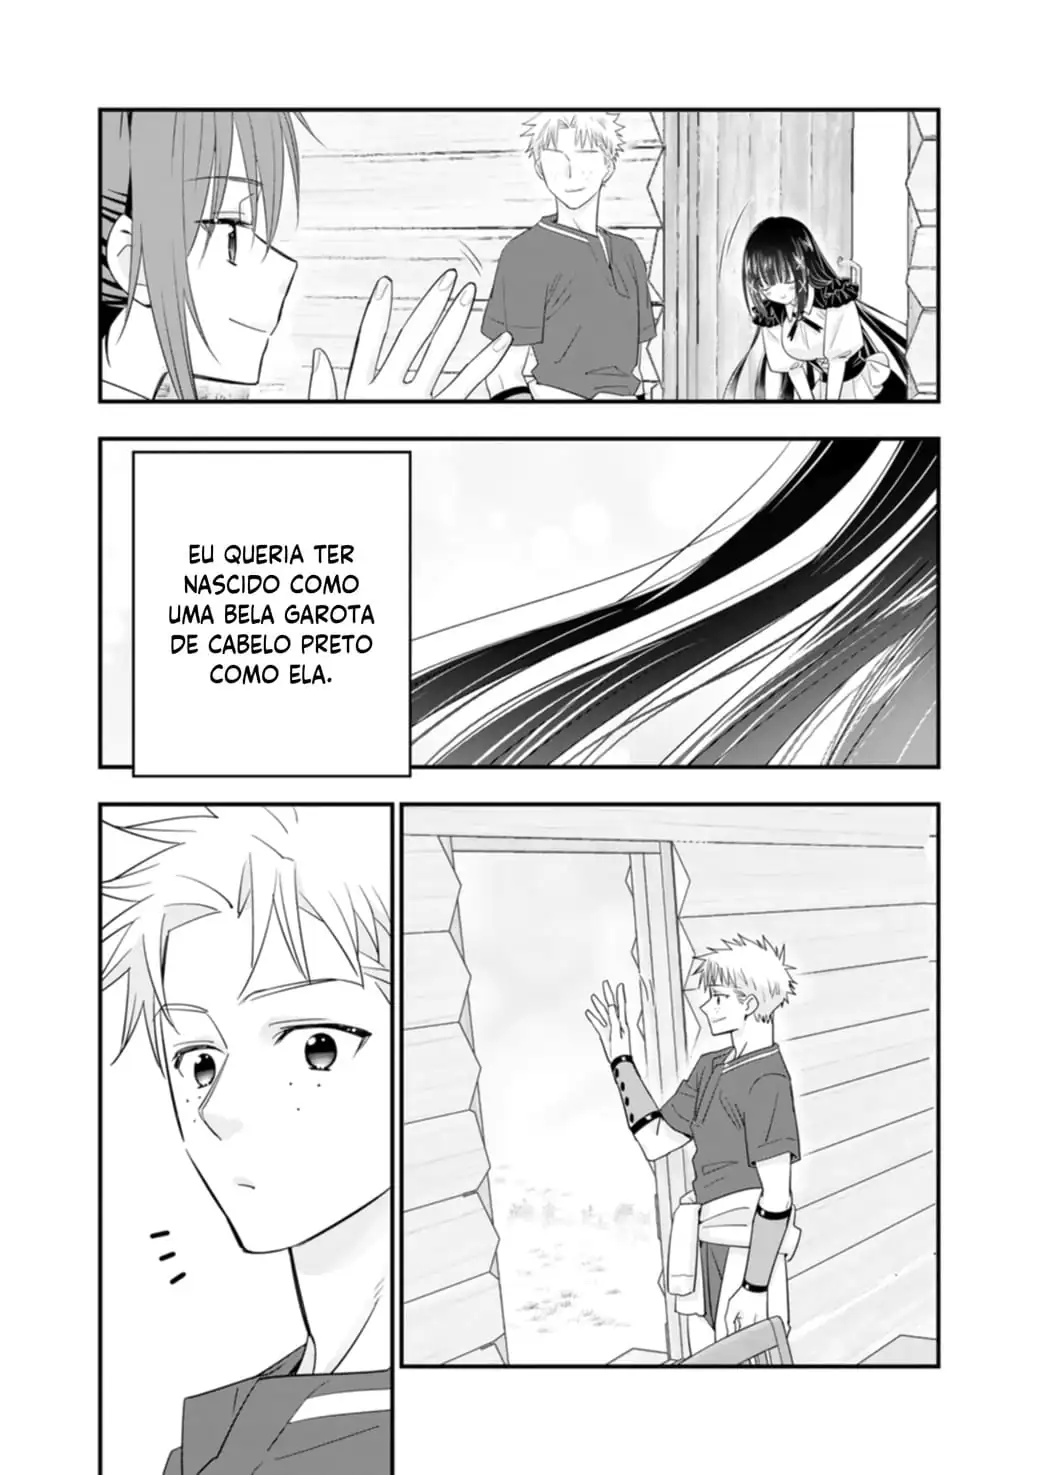 EU QUERIA TER
NASCIDO COMO
UMA BELA GAROTA
DE CABELO PRETO
COMO ELA.